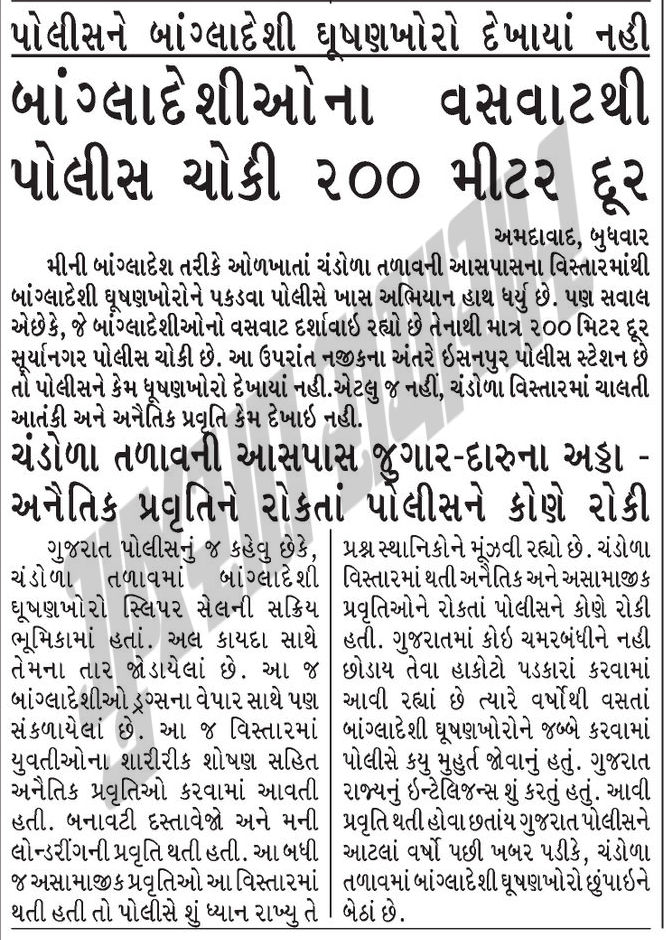 પોલીસને બાંગ્લાદેશી ઘૂષણખોરો દેખાયાં નહી
બાંગ્લાદેશીઓના વસવાટથી
પોલીસ ચોકી ૨૦૦ મીટર દૂર
અમદાવાદ, બુધવાર
મીની બાંગ્લાદેશ તરીકે ઓળખાતાં ચંડોળા તળાવની આસપાસના વિસ્તારમાંથી
બાંગ્લાદેશી ઘૂષણખોરોને પકડવા પોલીસે ખાસ અભિયાન હાથ ધર્યુ છે. પણ સવાલ
એછેકે, જે બાંગ્લાદેશીઓનો વસવાટ દર્શાવાઇ રહ્યો છે તેનાથી માત્ર ૨૦૦ મિટર દૂર
સૂર્યાનગર પોલીસ ચોકી છે. આ ઉપરાંત નજીકના અંતરે ઇસનપુર પોલીસ સ્ટેશન છે
તો પોલીસને કેમ ધૂષણખોરો દેખાયાં નહી.એટલુ જ નહી, ચંડોળા વિસ્તારમાં ચાલતી
આતંકી અને અનૈતિક પ્રવૃતિ કેમ દેખાઇ નહી.
ચંડોળા તળાવની આસપાસ જુગાર-દારુના અડ્ડા -
અનૈતિક પ્રવૃતિને રોકતાં પોલીસને કોણે રોકી
ગુજરાત પોલીસનું જ કહેવુ છેકે,
ચંડોળા તળાવમાં બાંગ્લાદેશી
ઘૂષણખોરો સ્લિપર સેલની સક્રિય
ભૂમિકામાં હતાં. અલ કાયદા સાથે
તેમના તાર જોડાયેલાં છે. આ જ
બાંગ્લાદેશીઓ ડ્રગ્સના વેપાર સાથે પણ
સંકળાયેલાં છે. આ જ વિસ્તારમાં
યુવતીઓના શારીરીક શોષણ સહિત
અનૈતિક પ્રવૃતિઓ કરવામાં આવતી
હતી. બનાવટી દસ્તાવેજો અને મની
લોન્ડરીંગની પ્રવૃતિ થતી હતી. આ બધી
જ અસામાજીક પ્રવૃતિઓ આ વિસ્તારમાં
થતી હતી તો પોલીસે શું ધ્યાન રાખ્યુ તે
પ્રશ્ન સ્થાનિકોને મૂંઝવી રહ્યો છે. ચંડોળા
વિસ્તારમાં થતી અનૈતિક અને અસામાજીક
પ્રવૃતિઓને રોકતાં પોલીસને કોણે રોકી
હતી. ગુજરાતમાં કોઇ ચમરબંધીને નહી
છોડાય તેવા હાકોટો પડકારાં કરવામાં
આવી રહ્યાં છે ત્યારે વર્ષોથી વસતાં
બાંગ્લાદેશી ઘૂષણખોરોને જબ્બે કરવામાં
પોલીસે કયુ મુહુર્ત જોવાનું હતું. ગુજરાત
રાજ્યનું ઇન્ટેલિજન્સ શું કરતું હતું. આવી
પ્રવૃતિ થતી હોવા છતાંય ગુજરાત પોલીસને
આટલાં વર્ષો પછી ખબર પડીકે, ચંડોળા
તળાવમાં બાંગ્લાદેશી ઘૂષણખોરો છુંપાઇને
બેઠાં છે.
ગુજરાત સમાચાર